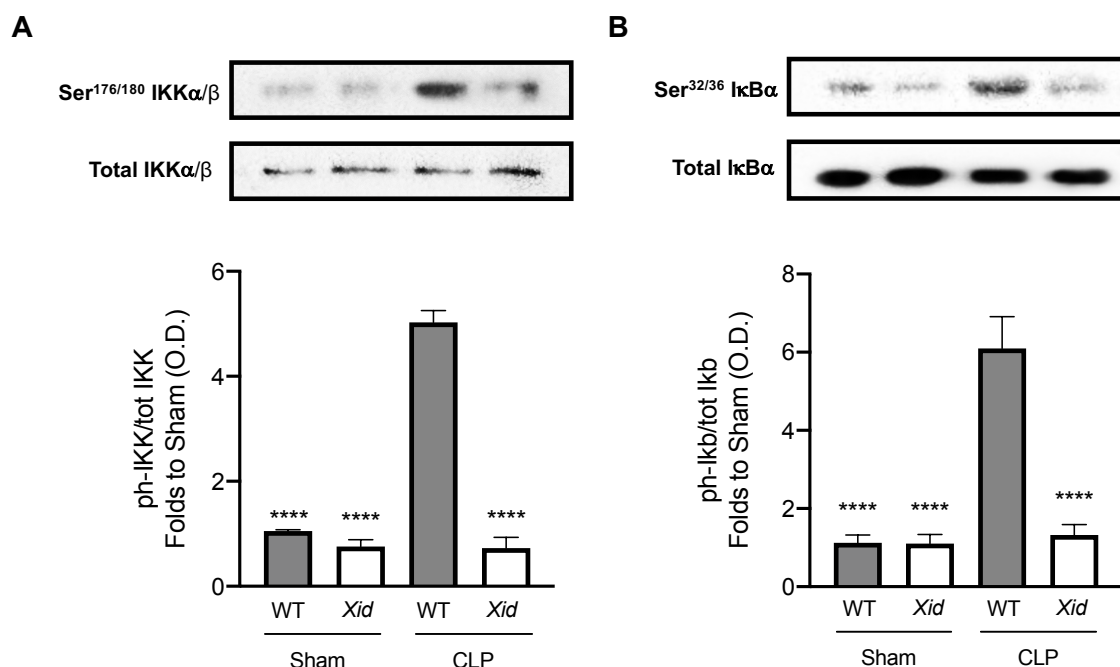 A
Ser176/180 IKKα/β
Total IKKα/β
ph-IKK/tot IKK
Folds to Sham (O.D.)
6
4
2
0
****
****
****
WT
Xid
WT
Xid
Sham
CLP
B
Ser32/36 IκBα
Total IκBα
ph-Ikb/tot Ikb
Folds to Sham (O.D.)
8
6
4
2
0
****
****
****
WT
Xid
WT
Xid
Sham
CLP